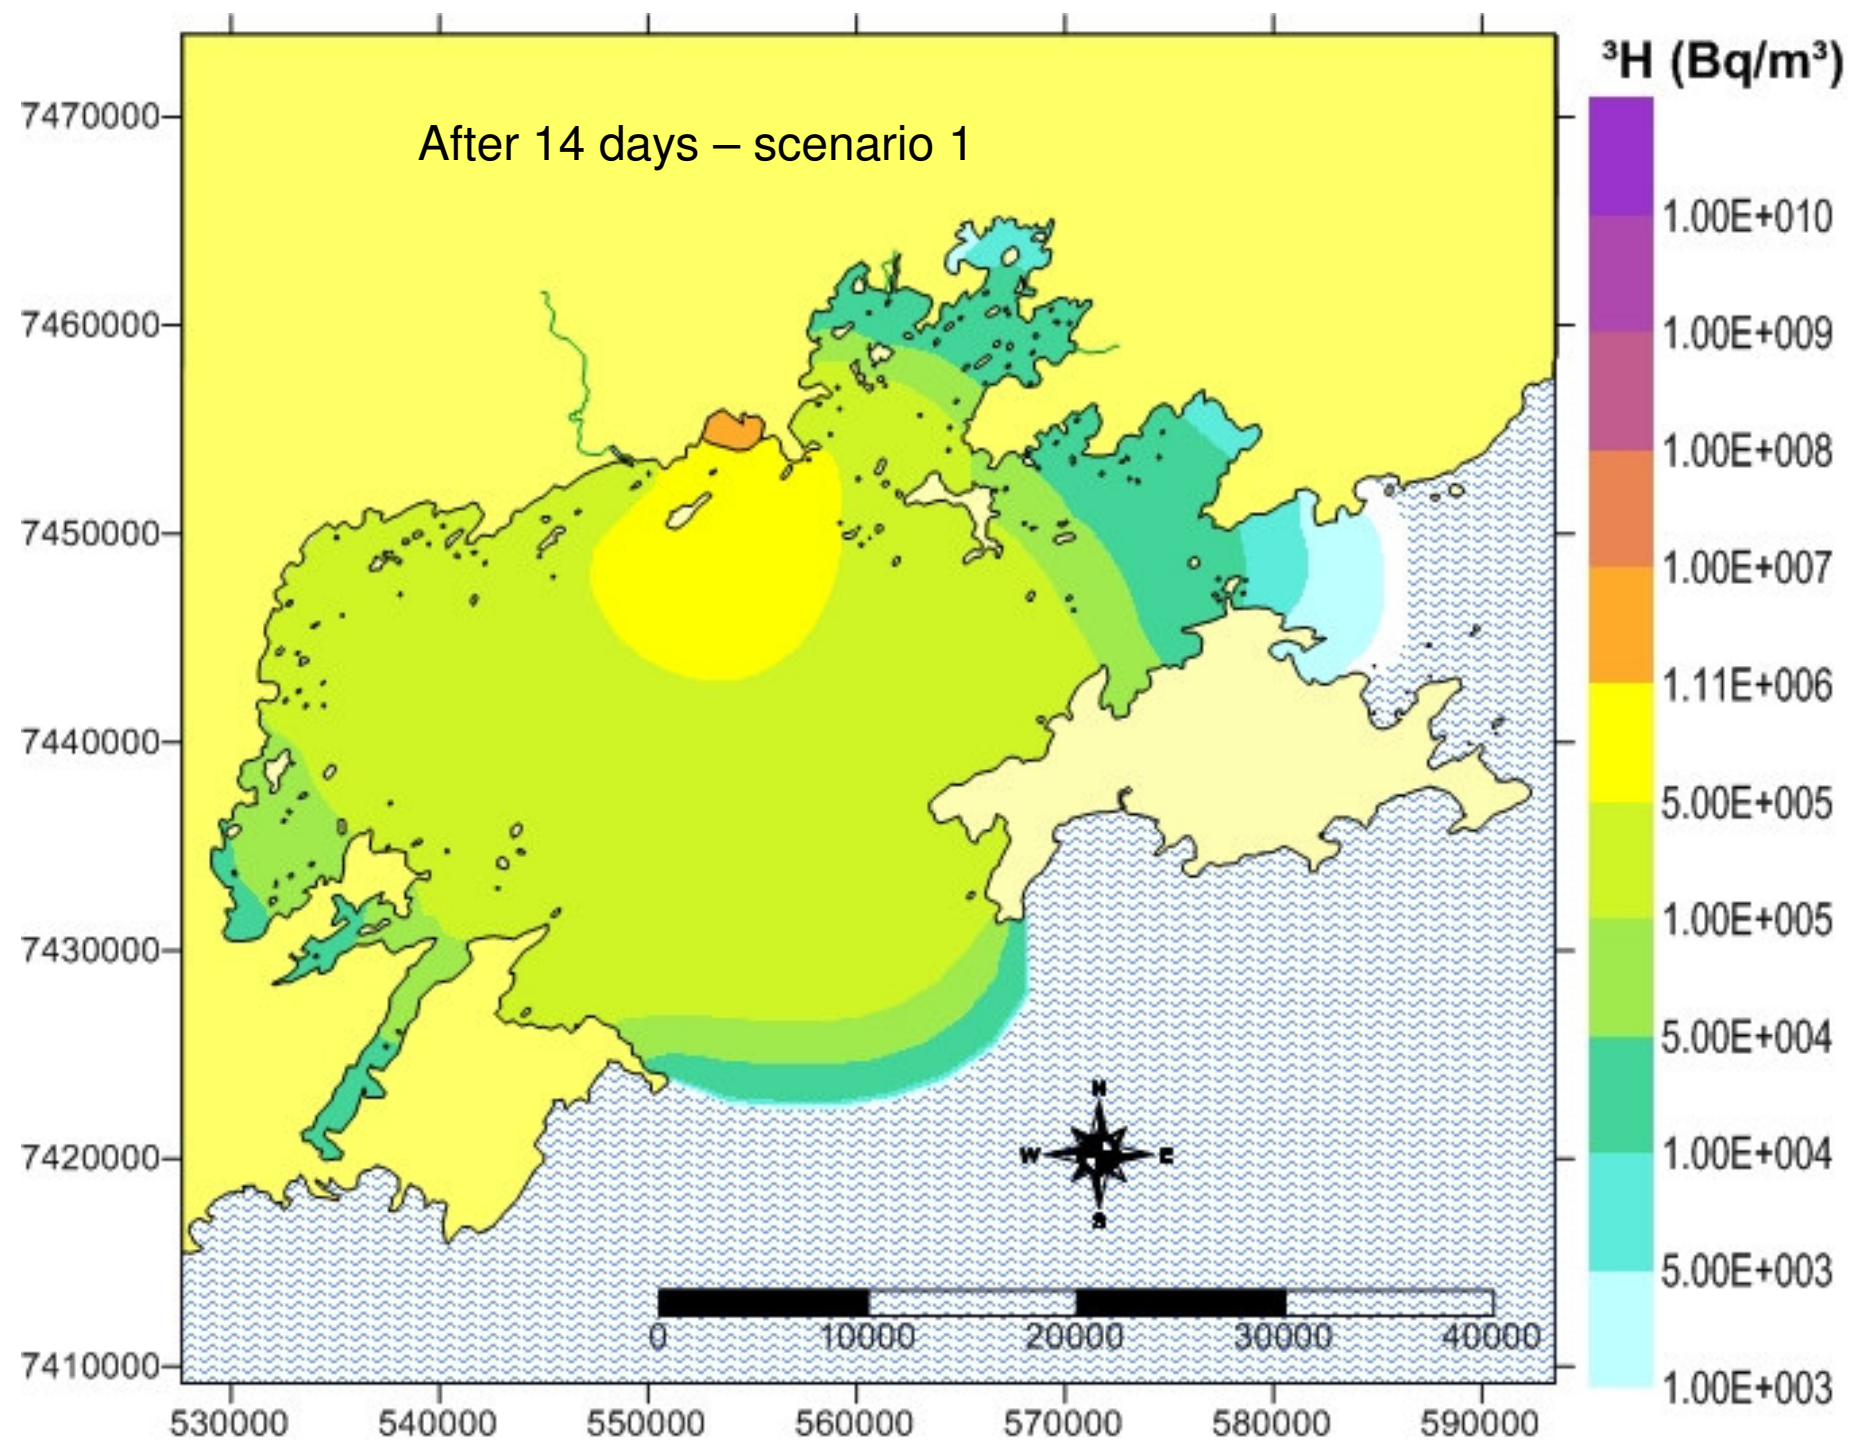 ³H (Bq/m³)
After 14 days – scenario 1
7470000
7460000
7450000
7440000
7430000
7420000
7410000
1.00E+010
1.00E+009
1.00E+008
1.00E+007
1.11E+006
5.00E+005
1.00E+005
5.00E+004
1.00E+004
5.00E+003
1.00E+003
N
W E
S
0 10000 20000 30000 40000
530000 540000 550000 560000 570000 580000 590000